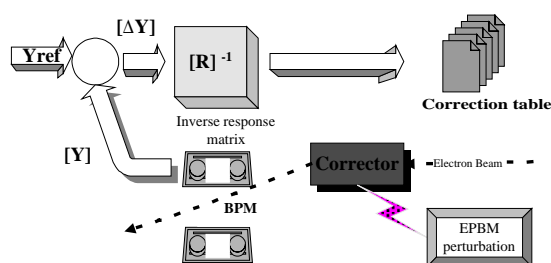 [ΔY]
Yref
[R] -1
Correction table
Inverse response
matrix
[Y]
Corrector
Electron Beam
BPM
EPBM
perturbation